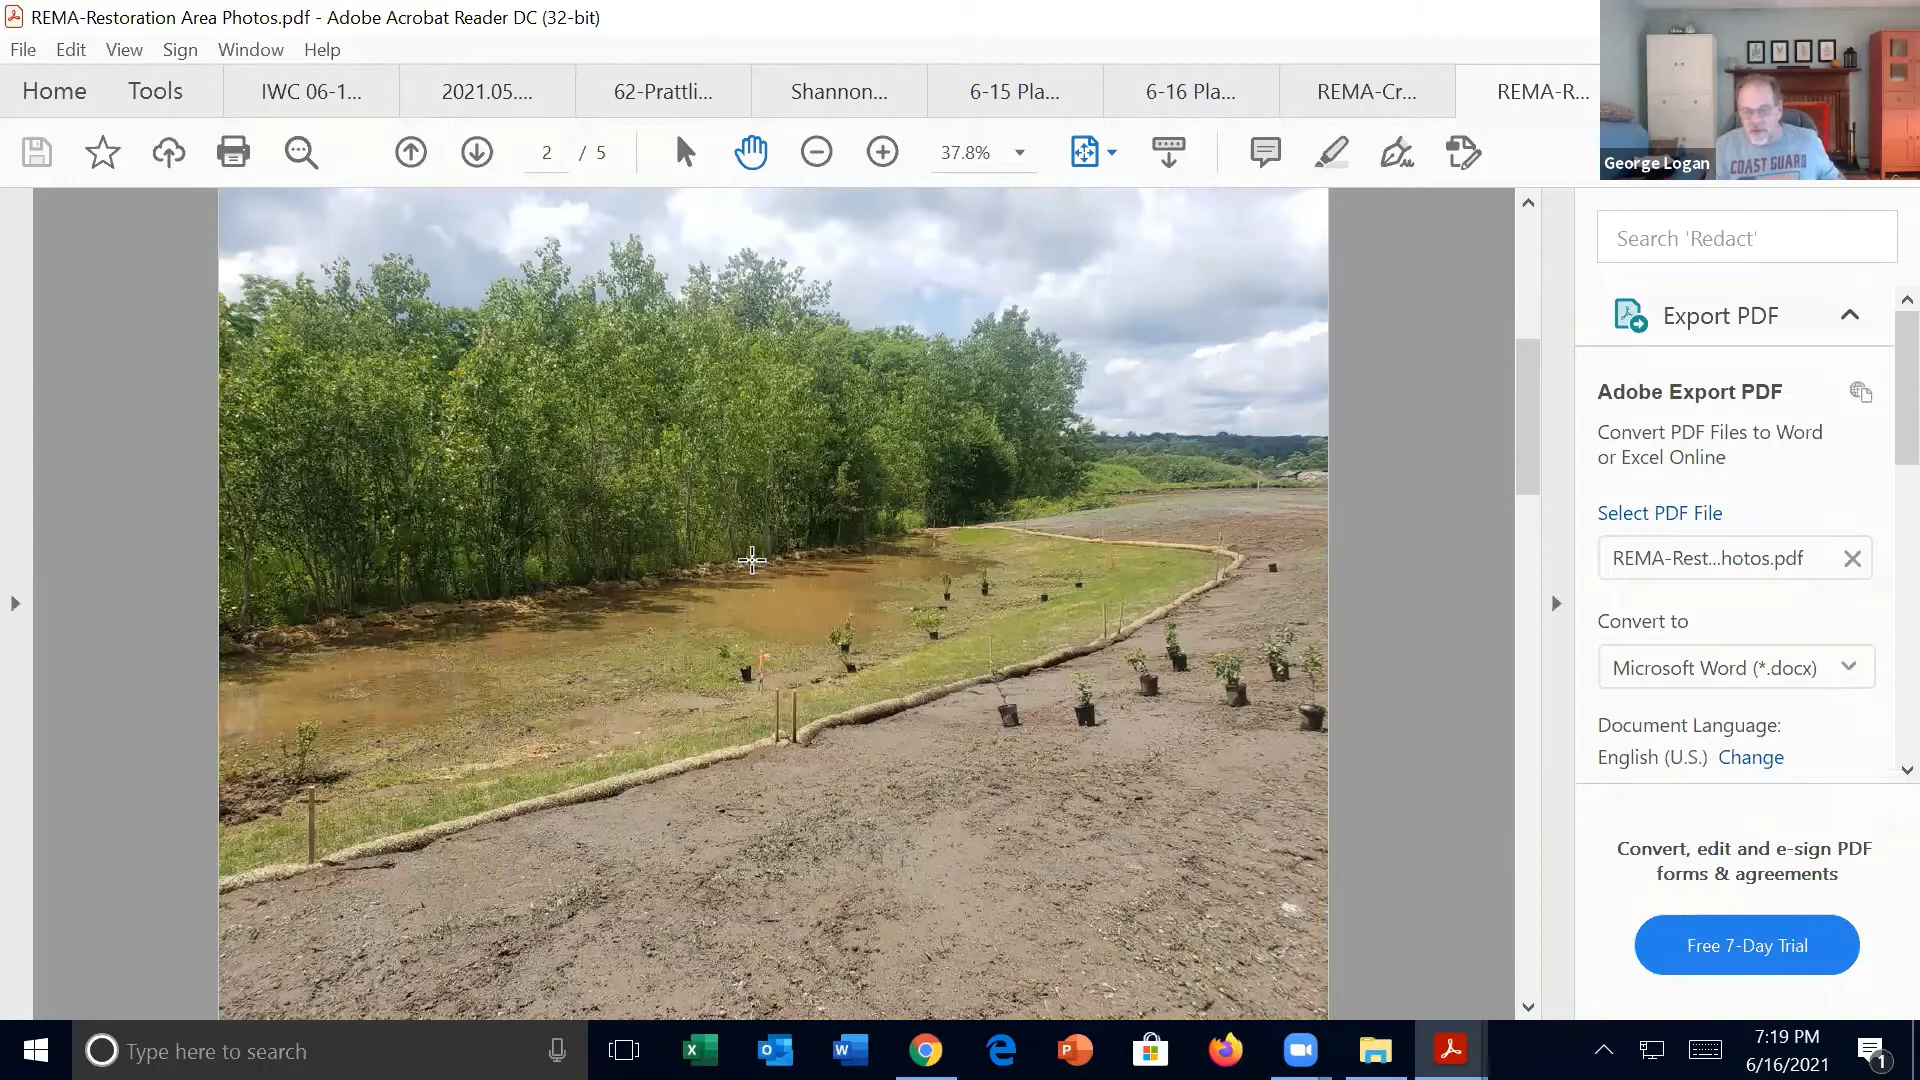 REMA-Restoration Area Photos.pdf - Adobe Acrobat Reader DC (32-bit)
File Edit View Sign Window Help
Home Tools IWC 06-1... 2021.05.... 62-Prattli... Shannon... 6-15 Pla... 6-16 Pla... REMA-Cr... REMA-R...
COAST GUARD
George Logan
2 / 5 37.8%
Search 'Redact'
Export PDF
Adobe Export PDF
Convert PDF Files to Word
or Excel Online
Select PDF File
REMA-Rest...hotos.pdf
Convert to
Microsoft Word (*.docx)
Document Language:
English (U.S.) Change
Convert, edit and e-sign PDF
forms & agreements
Free 7-Day Trial
Type here to search
7:19 PM
6/16/2021
1